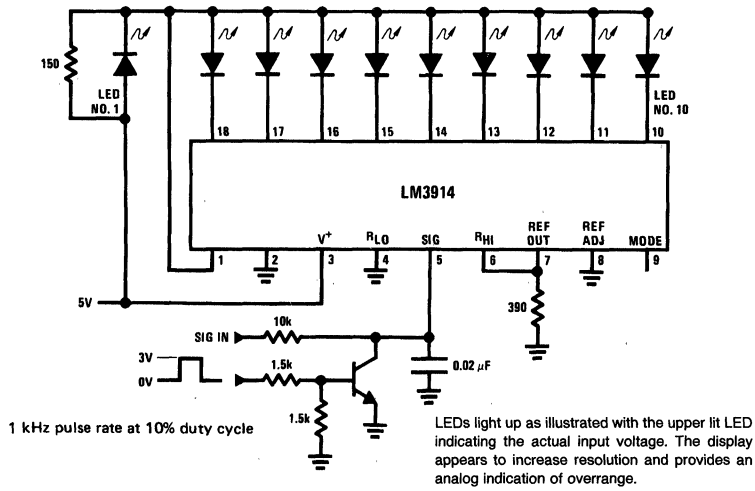 150
LED
NO. 1
LED
NO. 10
18
17
16
15
14
13
12
11
10
LM3914
V+
RLO
SIG
RHI
REF
OUT
REF
ADJ
MODE
1
2
3
4
5
6
7
8
9
5V
390
SIG IN
10k
3V
0V
1.5k
0.02 μF
1.5k
1 kHz pulse rate at 10% duty cycle
LEDs light up as illustrated with the upper lit LED
indicating the actual input voltage. The display
appears to increase resolution and provides an
analog indication of overrange.